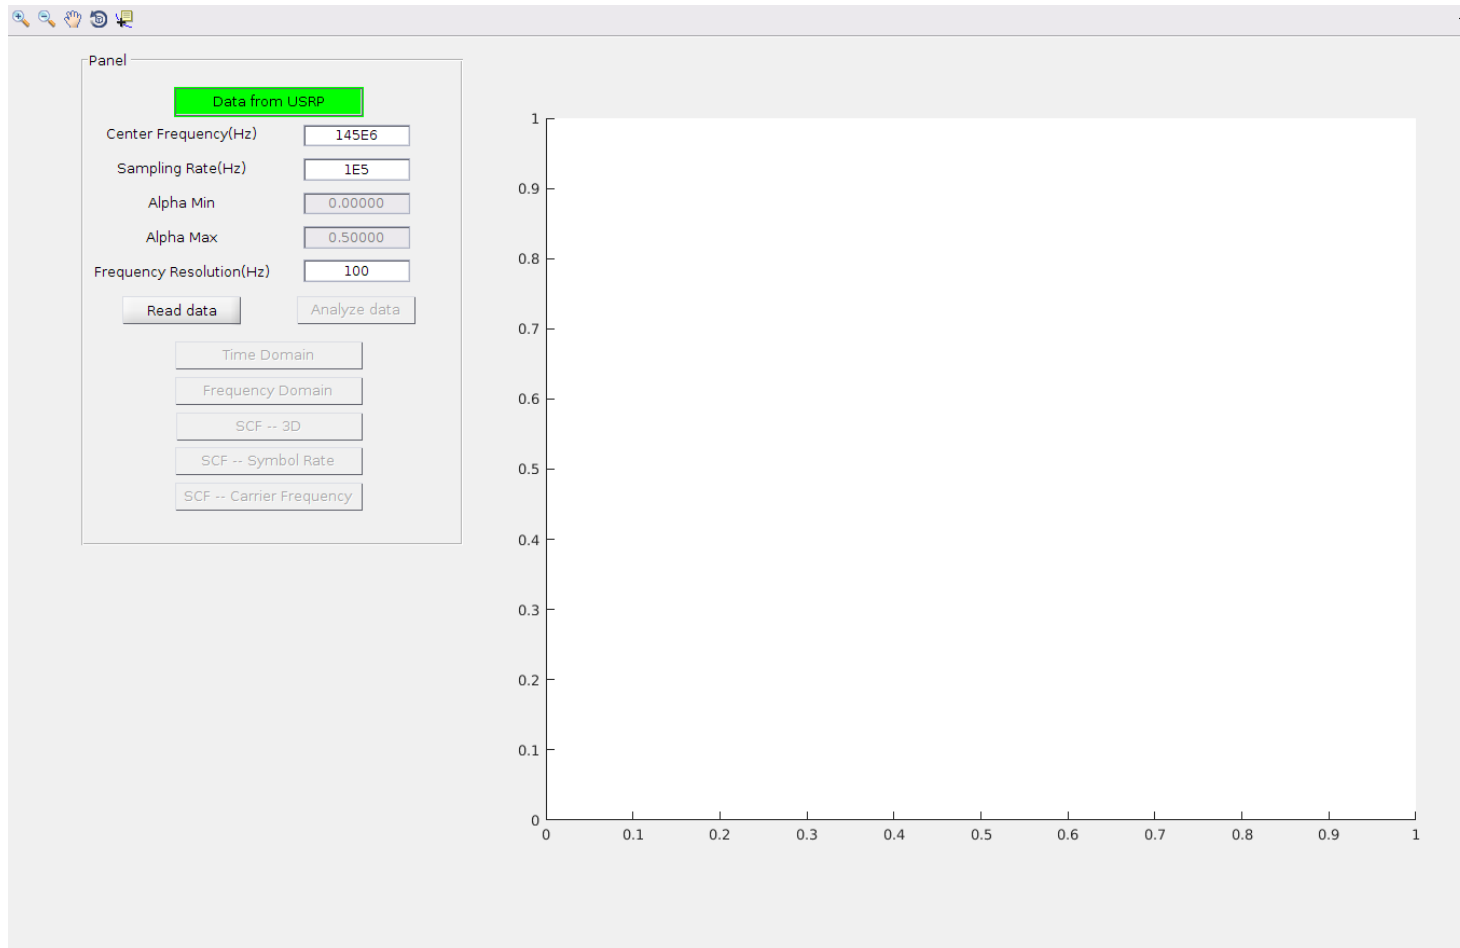 Panel
Data from USRP
Center Frequency(Hz) 145E6
Sampling Rate(Hz) 1E5
Alpha Min 0.00000
Alpha Max 0.50000
Frequency Resolution(Hz) 100
Read data Analyze data
Time Domain
Frequency Domain
SCF -- 3D
SCF -- Symbol Rate
SCF -- Carrier Frequency
1
0.9
0.8
0.7
0.6
0.5
0.4
0.3
0.2
0.1
0
0 0.1 0.2 0.3 0.4 0.5 0.6 0.7 0.8 0.9 1